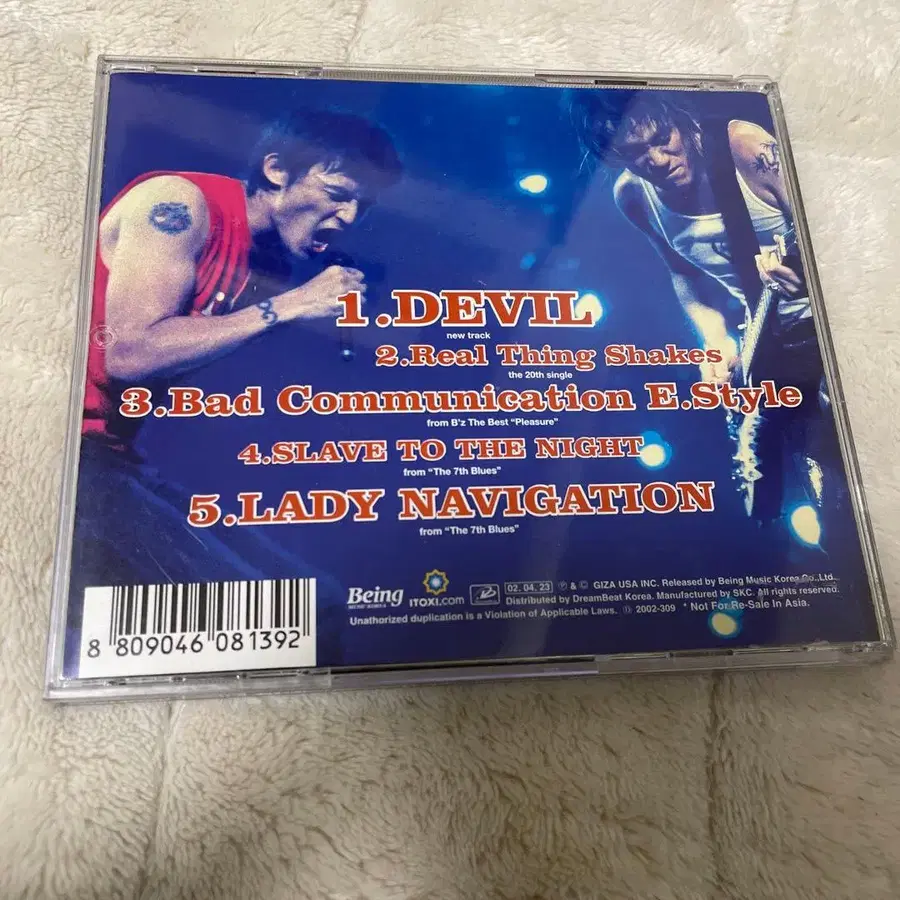 1.DEVIL
new track
2.Real Thing Shakes
the 20th single
3.Bad Communication E.Style
from B'z The Best "Pleasure"
4.SLAVE TO THE NIGHT
from "The 7th Blues"
5.LADY NAVIGATION
from "The 7th Blues"
8 809046 081392
Being
MUSIC KOREA
ITOXI.com
02. 04. 23 ℗ & © GIZA USA INC. Released by Being Music Korea Co., Ltd.
Distributed by DreamBeat Korea. Manufactured by SKC. All rights reserved.
Unathorized duplication is a Violation of Applicable Laws. 2002-309 * Not For Re-Sale In Asia.